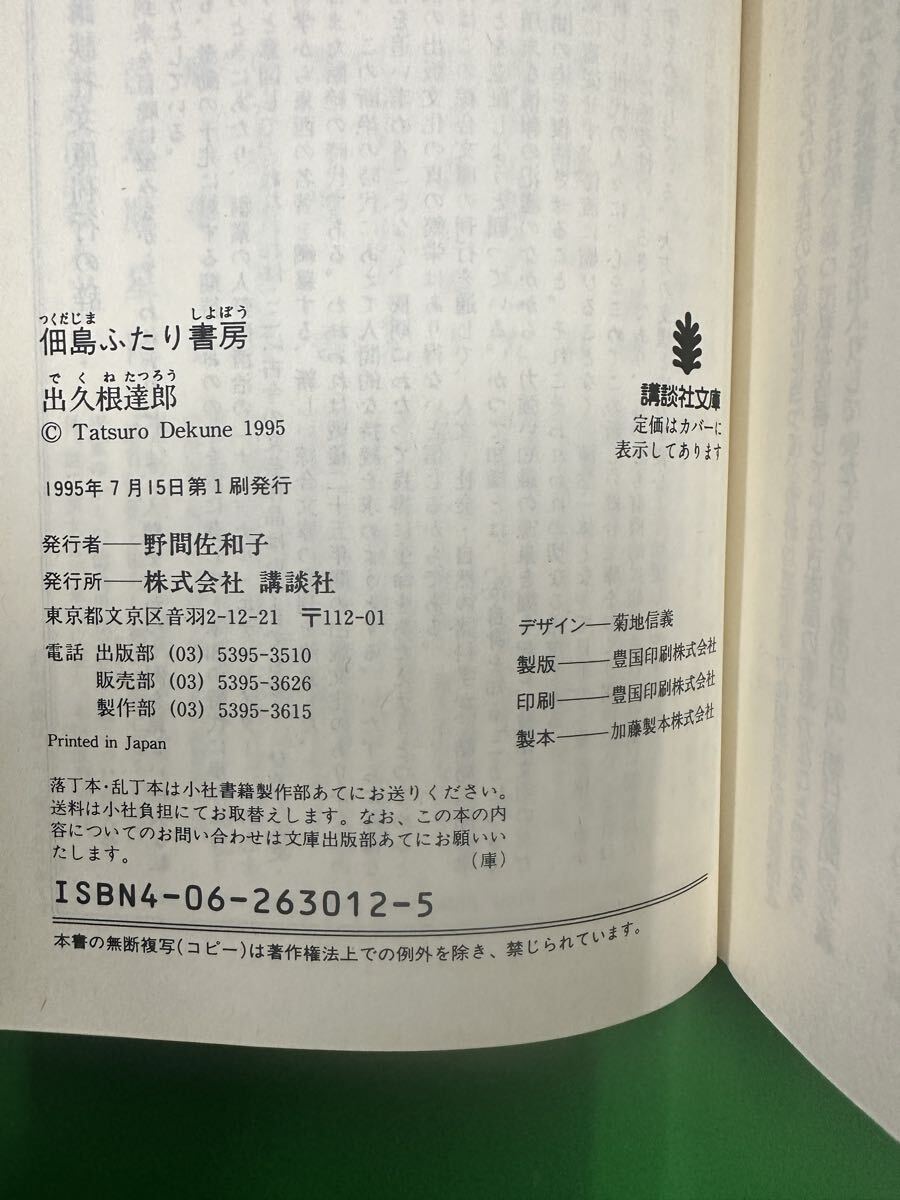 つくだじま しよぼう
佃島ふたり書房
でくねたつろう
出久根達郎
© Tatsuro Dekune 1995
1995年7月15日第1刷発行
発行者——野間佐和子
発行所——株式会社 講談社
東京都文京区音羽2-12-21 〒112-01
電話 出版部 (03) 5395-3510
販売部 (03) 5395-3626
製作部 (03) 5395-3615
Printed in Japan
講談社文庫
定価はカバーに
表示してあります
デザイン——菊地信義
製版——豊国印刷株式会社
印刷——豊国印刷株式会社
製本——加藤製本株式会社
落丁本・乱丁本は小社書籍製作部あてにお送りください。
送料は小社負担にてお取替えします。なお、この本の内
容についてのお問い合わせは文庫出版部あてにお願いい
たします。 (庫)
ISBN4-06-263012-5
本書の無断複写(コピー)は著作権法上での例外を除き、禁じられています。